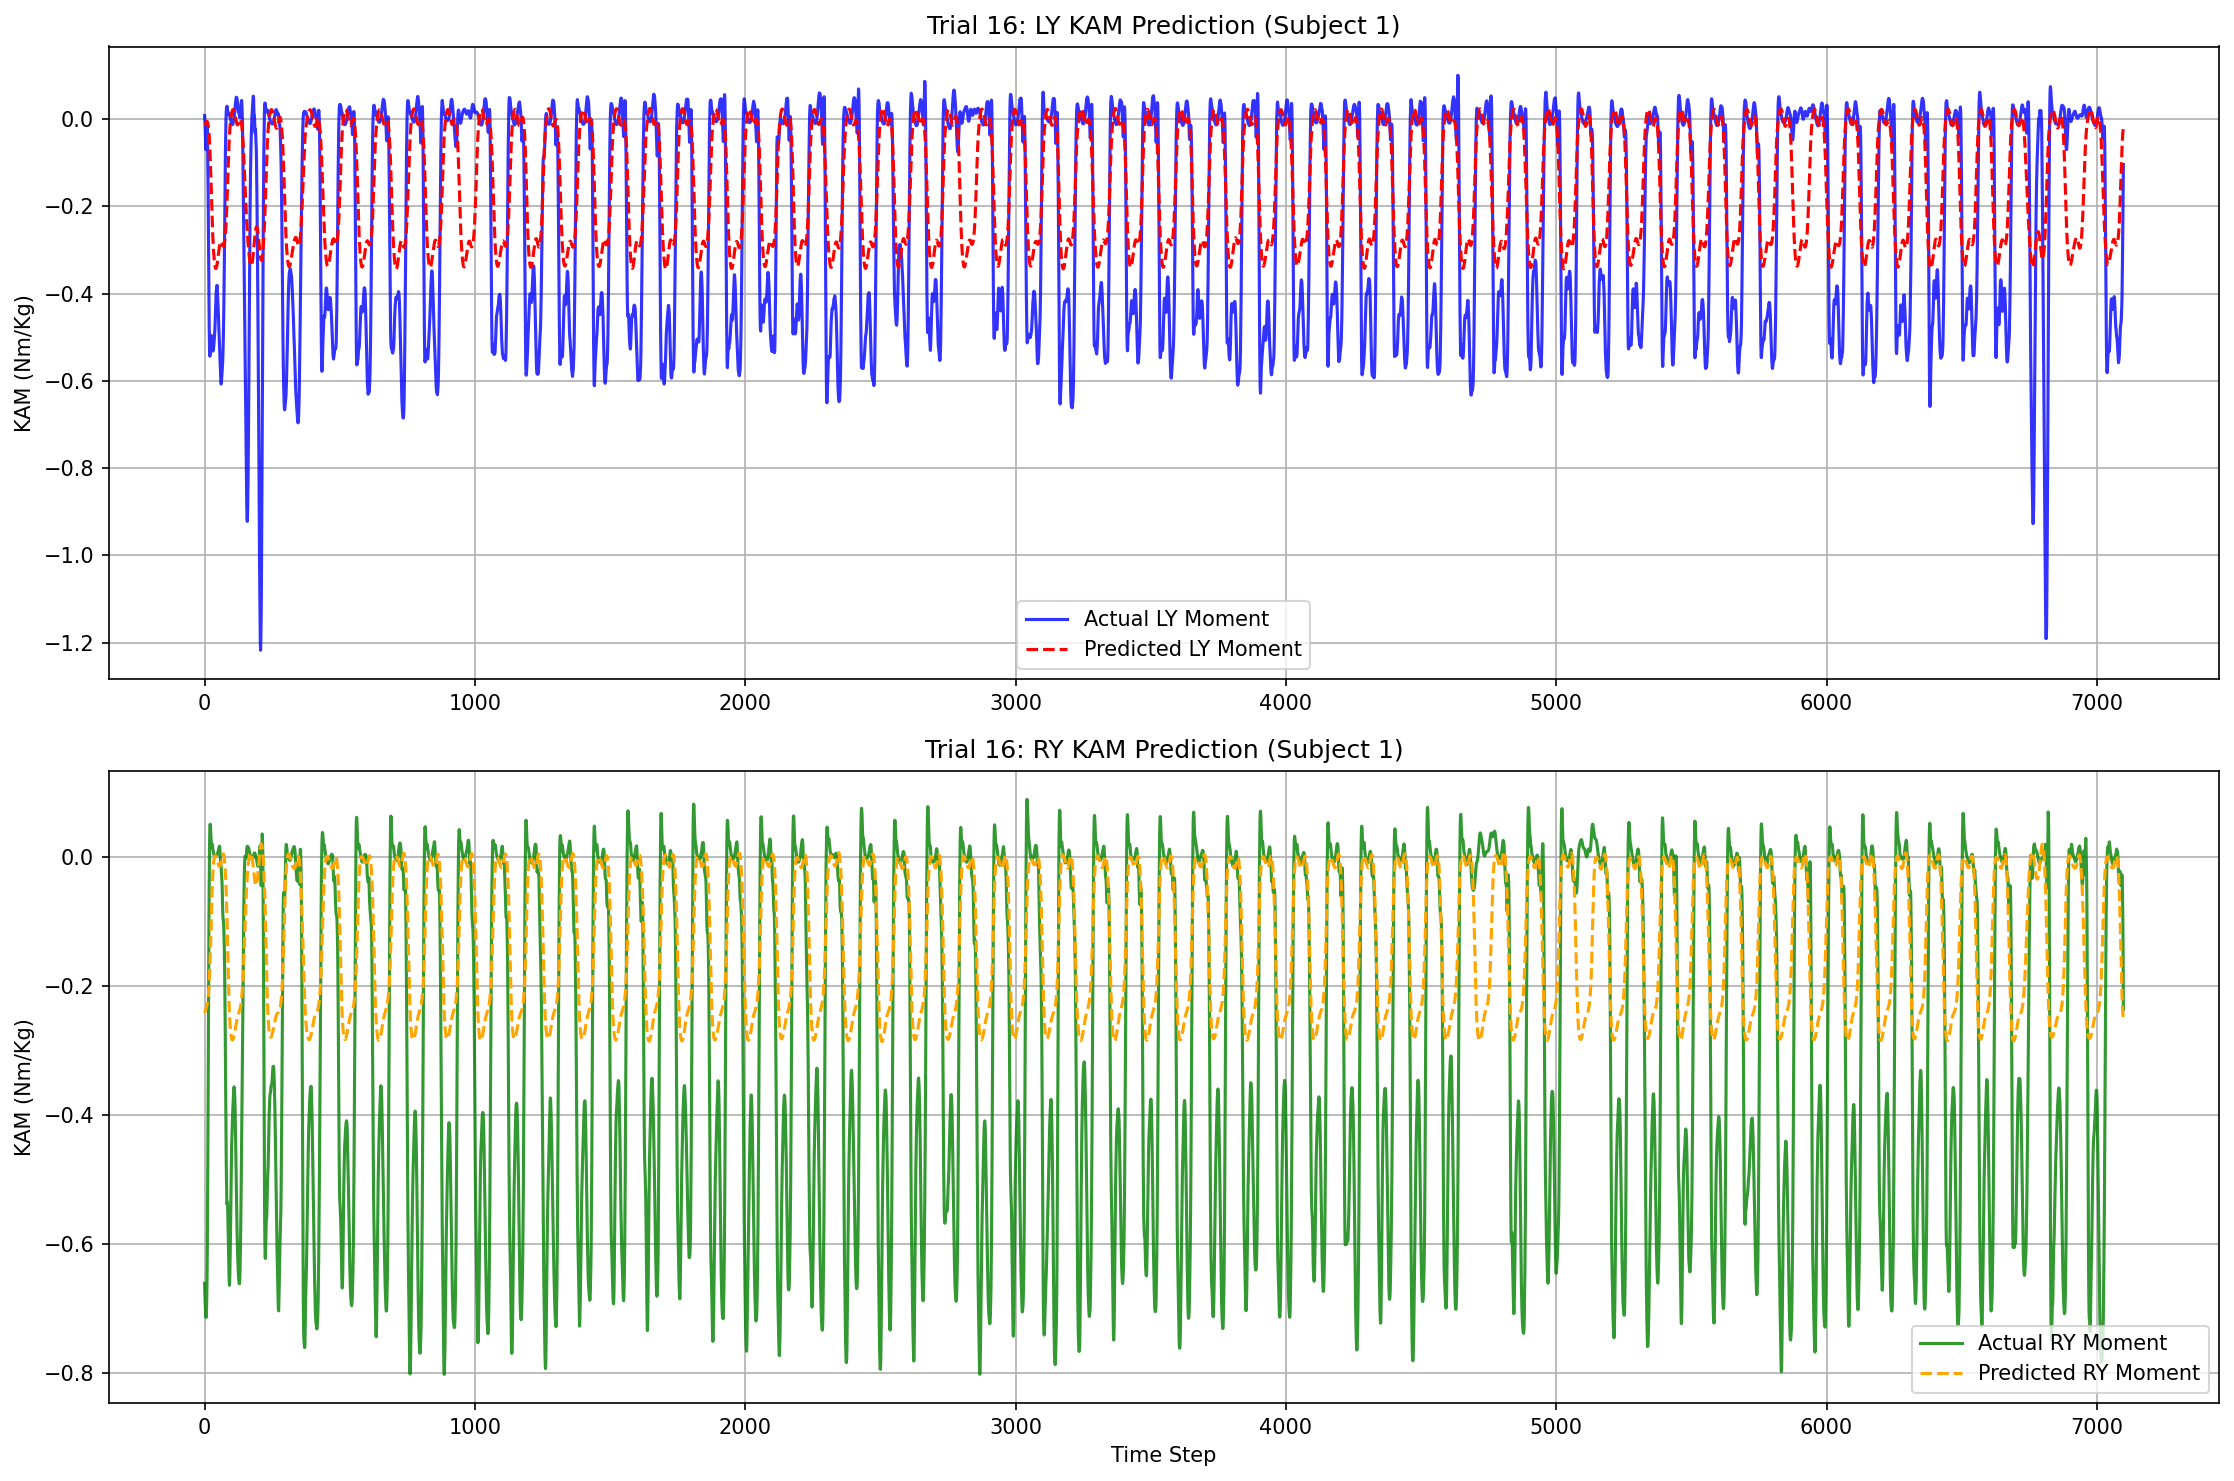 Trial 16: LY KAM Prediction (Subject 1)
KAM (Nm/Kg)
0.0
−0.2
−0.4
−0.6
−0.8
−1.0
−1.2
Actual LY Moment
Predicted LY Moment
0 1000 2000 3000 4000 5000 6000 7000
Trial 16: RY KAM Prediction (Subject 1)
KAM (Nm/Kg)
0.0
−0.2
−0.4
−0.6
−0.8
Actual RY Moment
Predicted RY Moment
0 1000 2000 3000 4000 5000 6000 7000
Time Step